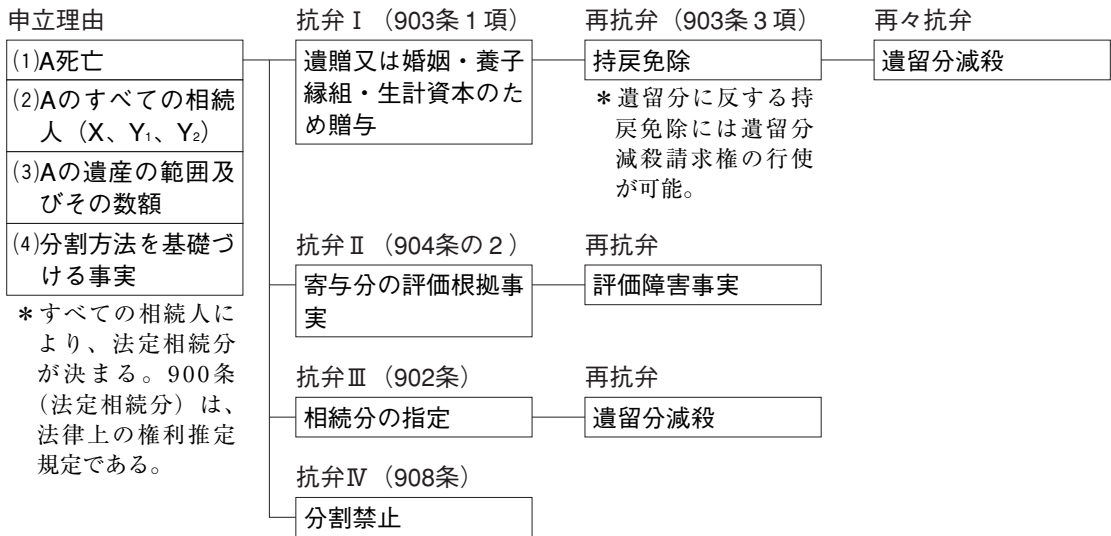 申立理由
⑴A死亡
⑵Aのすべての相続
人（X、Y₁、Y₂）
⑶Aの遺産の範囲及
びその数額
⑷分割方法を基礎づ
ける事実
＊すべての相続人に
より、法定相続分
が決まる。900条
（法定相続分）は、
法律上の権利推定
規定である。
抗弁Ⅰ（903条１項）
遺贈又は婚姻・養子
縁組・生計資本のた
め贈与
再抗弁（903条３項）
持戻免除
＊遺留分に反する持
戻免除には遺留分
減殺請求権の行使
が可能。
再々抗弁
遺留分減殺
抗弁Ⅱ（904条の２）
寄与分の評価根拠事
実
再抗弁
評価障害事実
抗弁Ⅲ（902条）
相続分の指定
再抗弁
遺留分減殺
抗弁Ⅳ（908条）
分割禁止